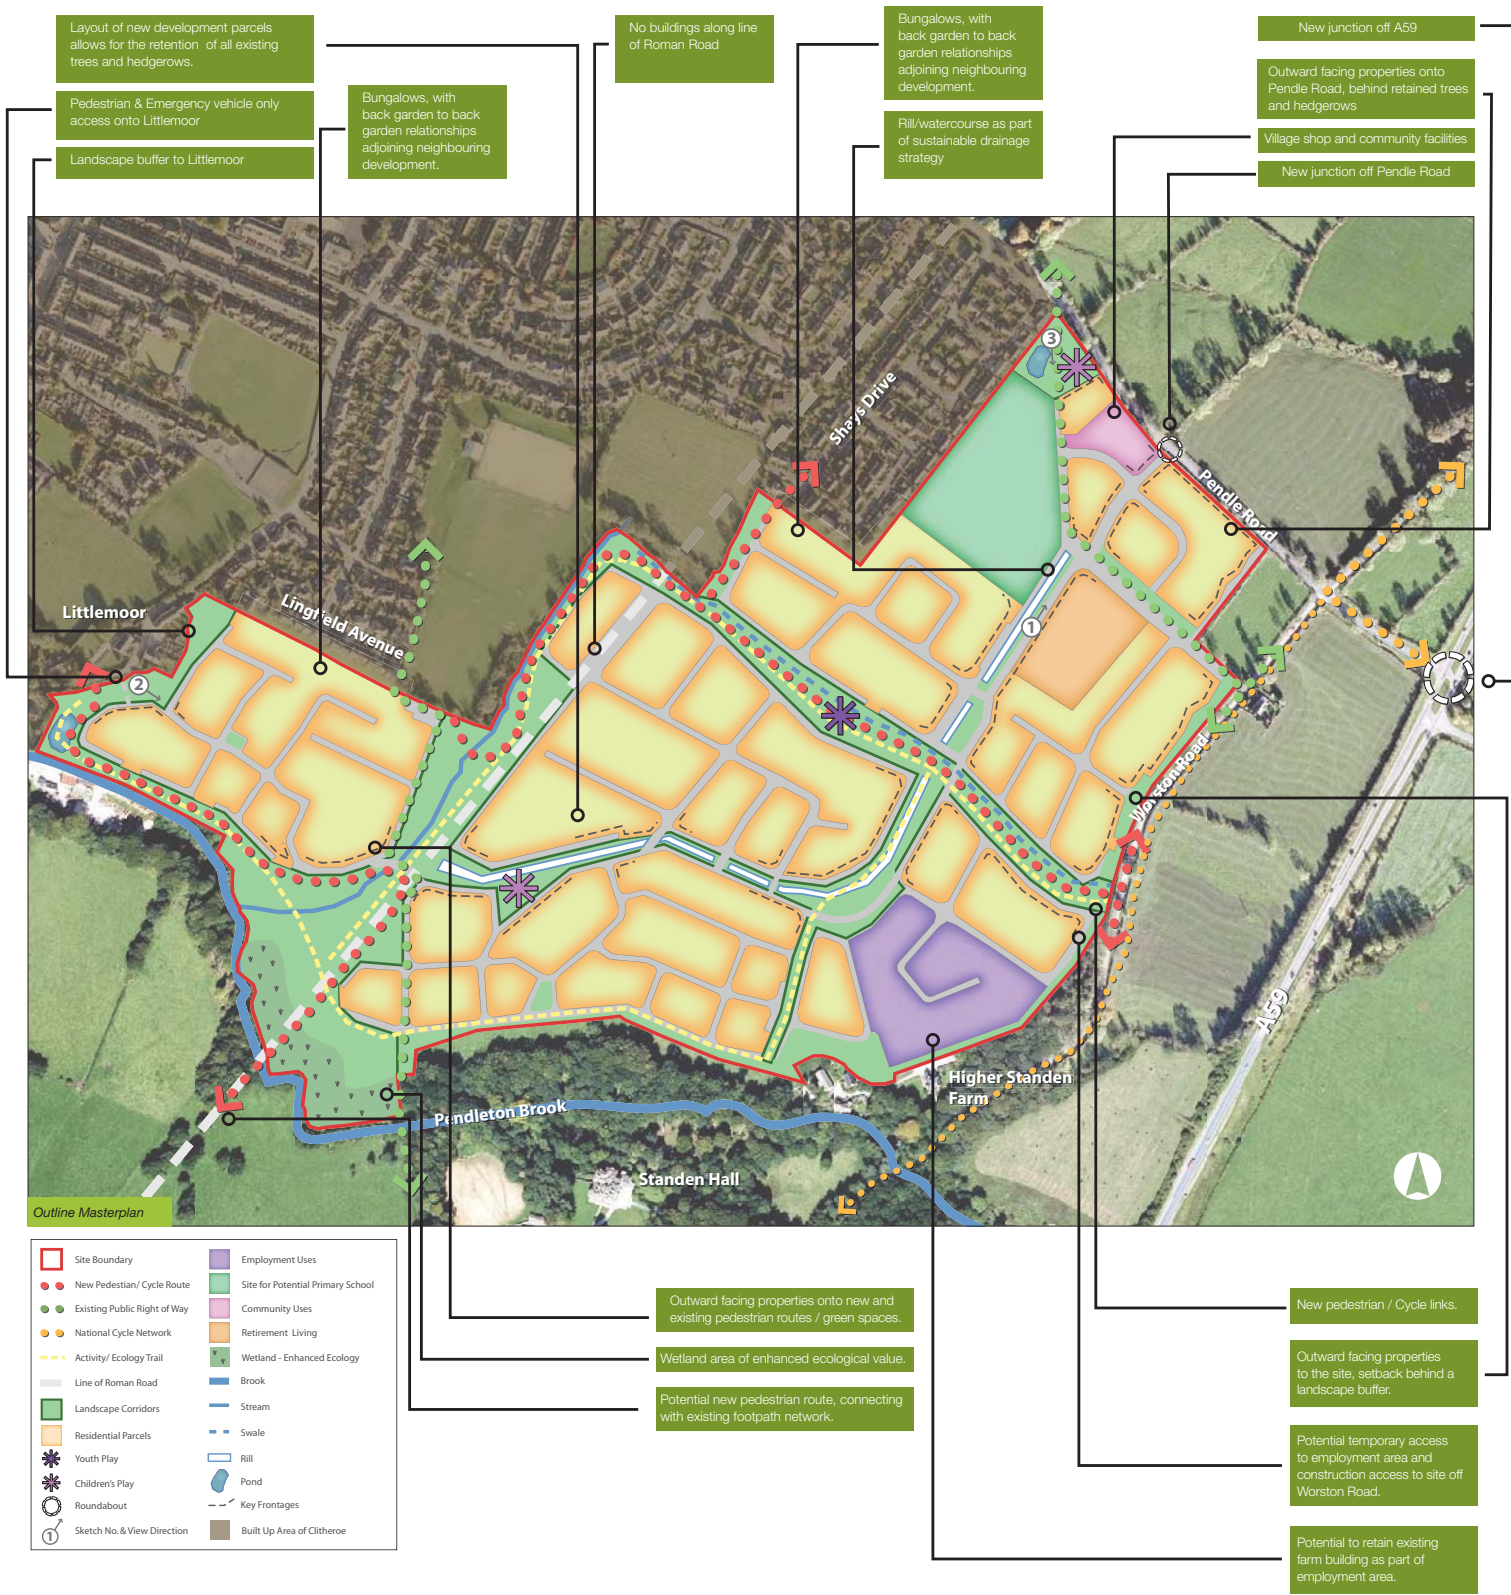 Layout of new development parcels
allows for the retention of all existing
trees and hedgerows.
Pedestrian & Emergency vehicle only
access onto Littlemoor
Landscape buffer to Littlemoor
Bungalows, with
back garden to back
garden relationships
adjoining neighbouring
development.
No buildings along line
of Roman Road
Bungalows, with
back garden to back
garden relationships
adjoining neighbouring
development.
Rill/watercourse as part
of sustainable drainage
strategy
New junction off A59
Outward facing properties onto
Pendle Road, behind retained trees
and hedgerows
Village shop and community facilities
New junction off Pendle Road
3
Shays Drive
Pendle Road
Littlemoor
Lingfield Avenue
1
2
Worston Road
A59
Higher Standen
Farm
Pendleton Brook
Standen Hall
Outline Masterplan
Site Boundary
New Pedestian/ Cycle Route
Existing Public Right of Way
National Cycle Network
Activity/ Ecology Trail
Line of Roman Road
Landscape Corridors
Residential Parcels
Youth Play
Children's Play
Roundabout
1
Sketch No. & View Direction
Employment Uses
Site for Potential Primary School
Community Uses
Retirement Living
Wetland - Enhanced Ecology
Brook
Stream
Swale
Rill
Pond
Key Frontages
Built Up Area of Clitheroe
Outward facing properties onto new and
existing pedestrian routes / green spaces.
Wetland area of enhanced ecological value.
Potential new pedestrian route, connecting
with existing footpath network.
New pedestrian / Cycle links.
Outward facing properties
to the site, setback behind a
landscape buffer.
Potential temporary access
to employment area and
construction access to site off
Worston Road.
Potential to retain existing
farm building as part of
employment area.